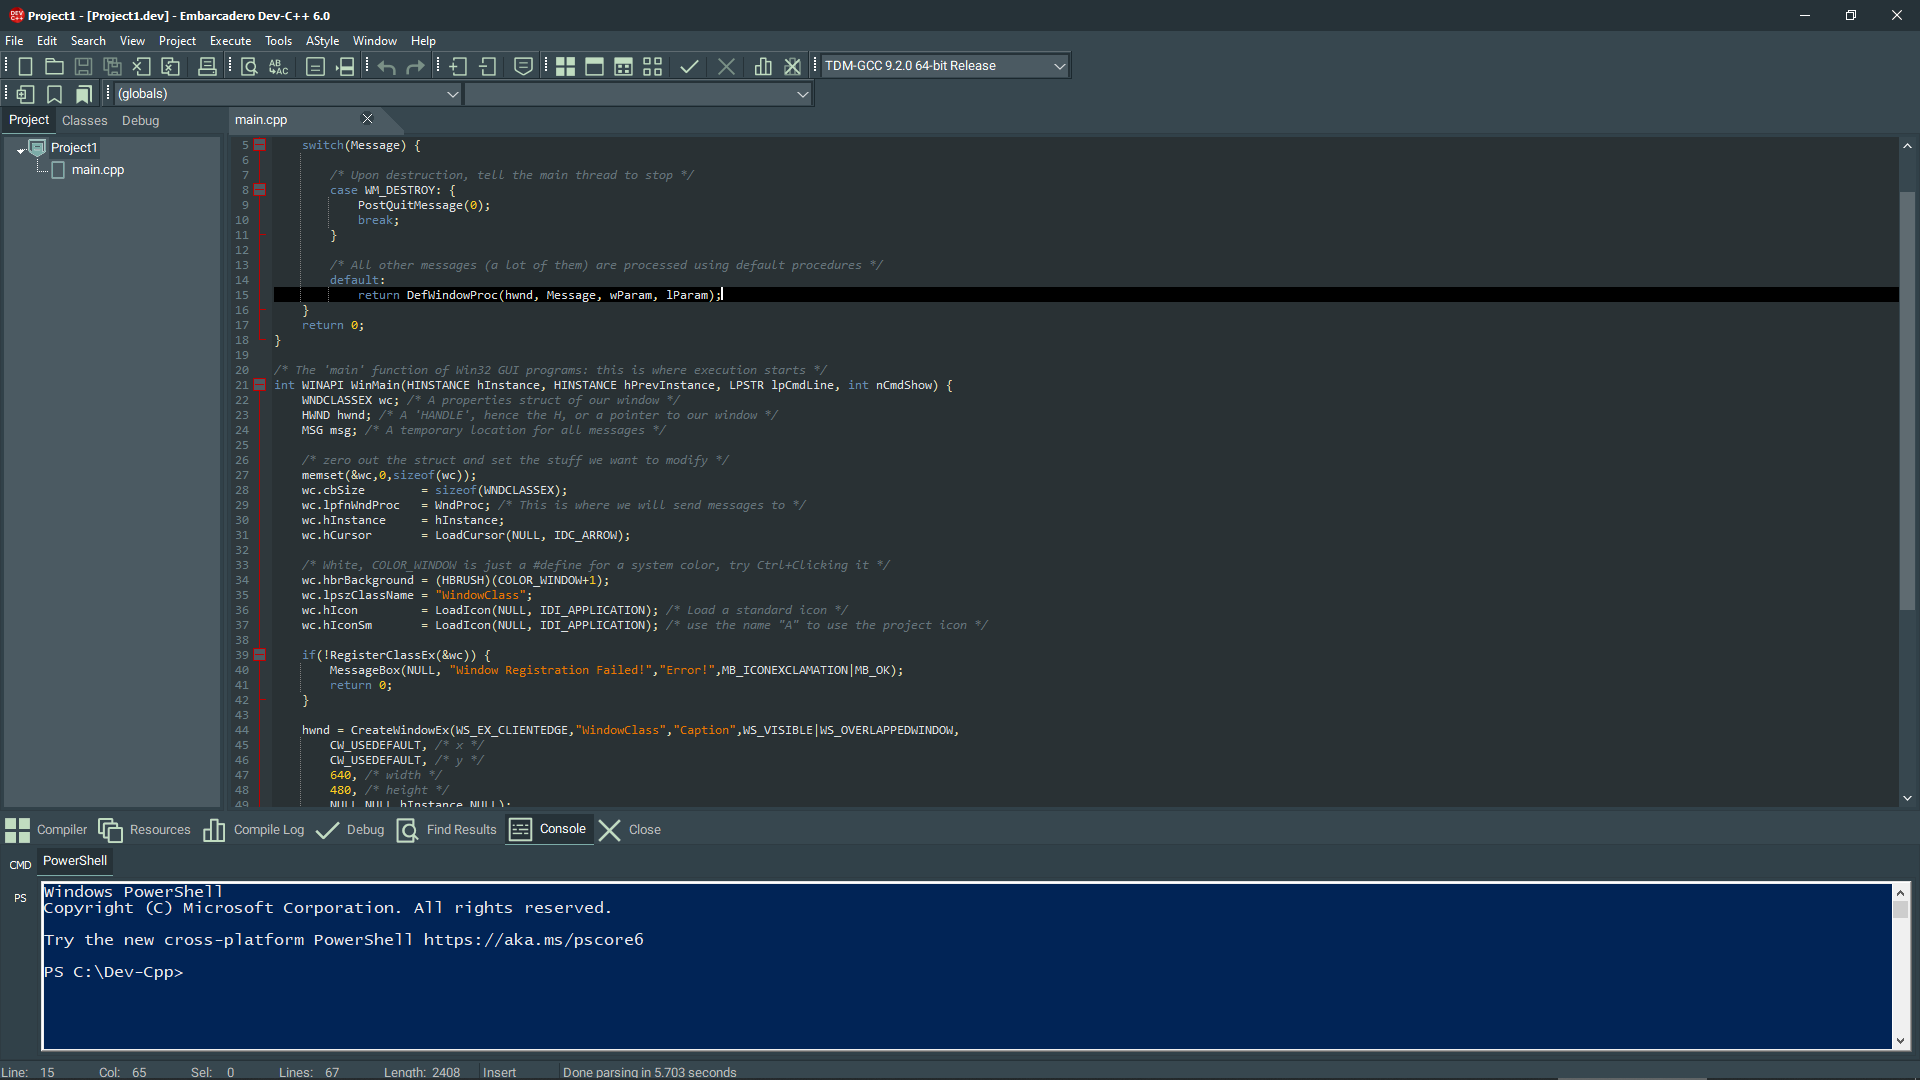 Project1 - [Project1.dev] - Embarcadero Dev-C++ 6.0
File Edit Search View Project Execute Tools AStyle Window Help
TDM-GCC 9.2.0 64-bit Release
(globals)
Project Classes Debug
main.cpp
Project1
main.cpp
5 switch(Message) {
6
7 /* Upon destruction, tell the main thread to stop */
8 case WM_DESTROY: {
9 PostQuitMessage(0);
10 break;
11 }
12
13 /* All other messages (a lot of them) are processed using default procedures */
14 default:
15 return DefWindowProc(hwnd, Message, wParam, lParam);
16 }
17 return 0;
18 }
19
20 /* The 'main' function of Win32 GUI programs: this is where execution starts */
21 int WINAPI WinMain(HINSTANCE hInstance, HINSTANCE hPrevInstance, LPSTR lpCmdLine, int nCmdShow) {
22 WNDCLASSEX wc; /* A properties struct of our window */
23 HWND hwnd; /* A 'HANDLE', hence the H, or a pointer to our window */
24 MSG msg; /* A temporary location for all messages */
25
26 /* zero out the struct and set the stuff we want to modify */
27 memset(&wc,0,sizeof(wc));
28 wc.cbSize = sizeof(WNDCLASSEX);
29 wc.lpfnWndProc = WndProc; /* This is where we will send messages to */
30 wc.hInstance = hInstance;
31 wc.hCursor = LoadCursor(NULL, IDC_ARROW);
32
33 /* White, COLOR_WINDOW is just a #define for a system color, try Ctrl+Clicking it */
34 wc.hbrBackground = (HBRUSH)(COLOR_WINDOW+1);
35 wc.lpszClassName = "WindowClass";
36 wc.hIcon = LoadIcon(NULL, IDI_APPLICATION); /* Load a standard icon */
37 wc.hIconSm = LoadIcon(NULL, IDI_APPLICATION); /* use the name "A" to use the project icon */
38
39 if(!RegisterClassEx(&wc)) {
40 MessageBox(NULL, "Window Registration Failed!","Error!",MB_ICONEXCLAMATION|MB_OK);
41 return 0;
42 }
43
44 hwnd = CreateWindowEx(WS_EX_CLIENTEDGE,"WindowClass","Caption",WS_VISIBLE|WS_OVERLAPPEDWINDOW,
45 CW_USEDEFAULT, /* x */
46 CW_USEDEFAULT, /* y */
47 640, /* width */
48 480, /* height */
49 NULL,NULL,hInstance,NULL);
Compiler Resources Compile Log Debug Find Results Console Close
CMD PowerShell
PS
Windows PowerShell
Copyright (C) Microsoft Corporation. All rights reserved.
Try the new cross-platform PowerShell https://aka.ms/pscore6
PS C:\Dev-Cpp>
Line: 15 Col: 65 Sel: 0 Lines: 67 Length: 2408 Insert Done parsing in 5.703 seconds